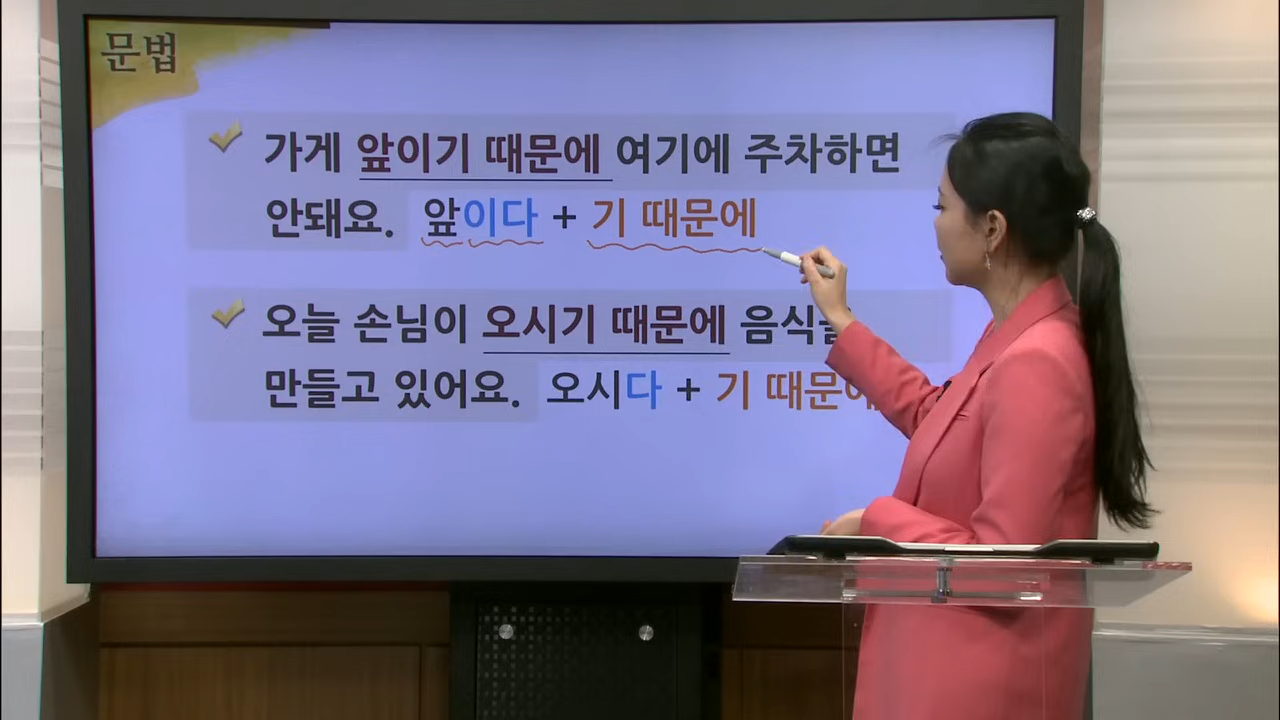 문법
가게 앞이기 때문에 여기에 주차하면
안돼요. 앞이다 + 기 때문에
오늘 손님이 오시기 때문에 음식을
만들고 있어요. 오시다 + 기 때문에